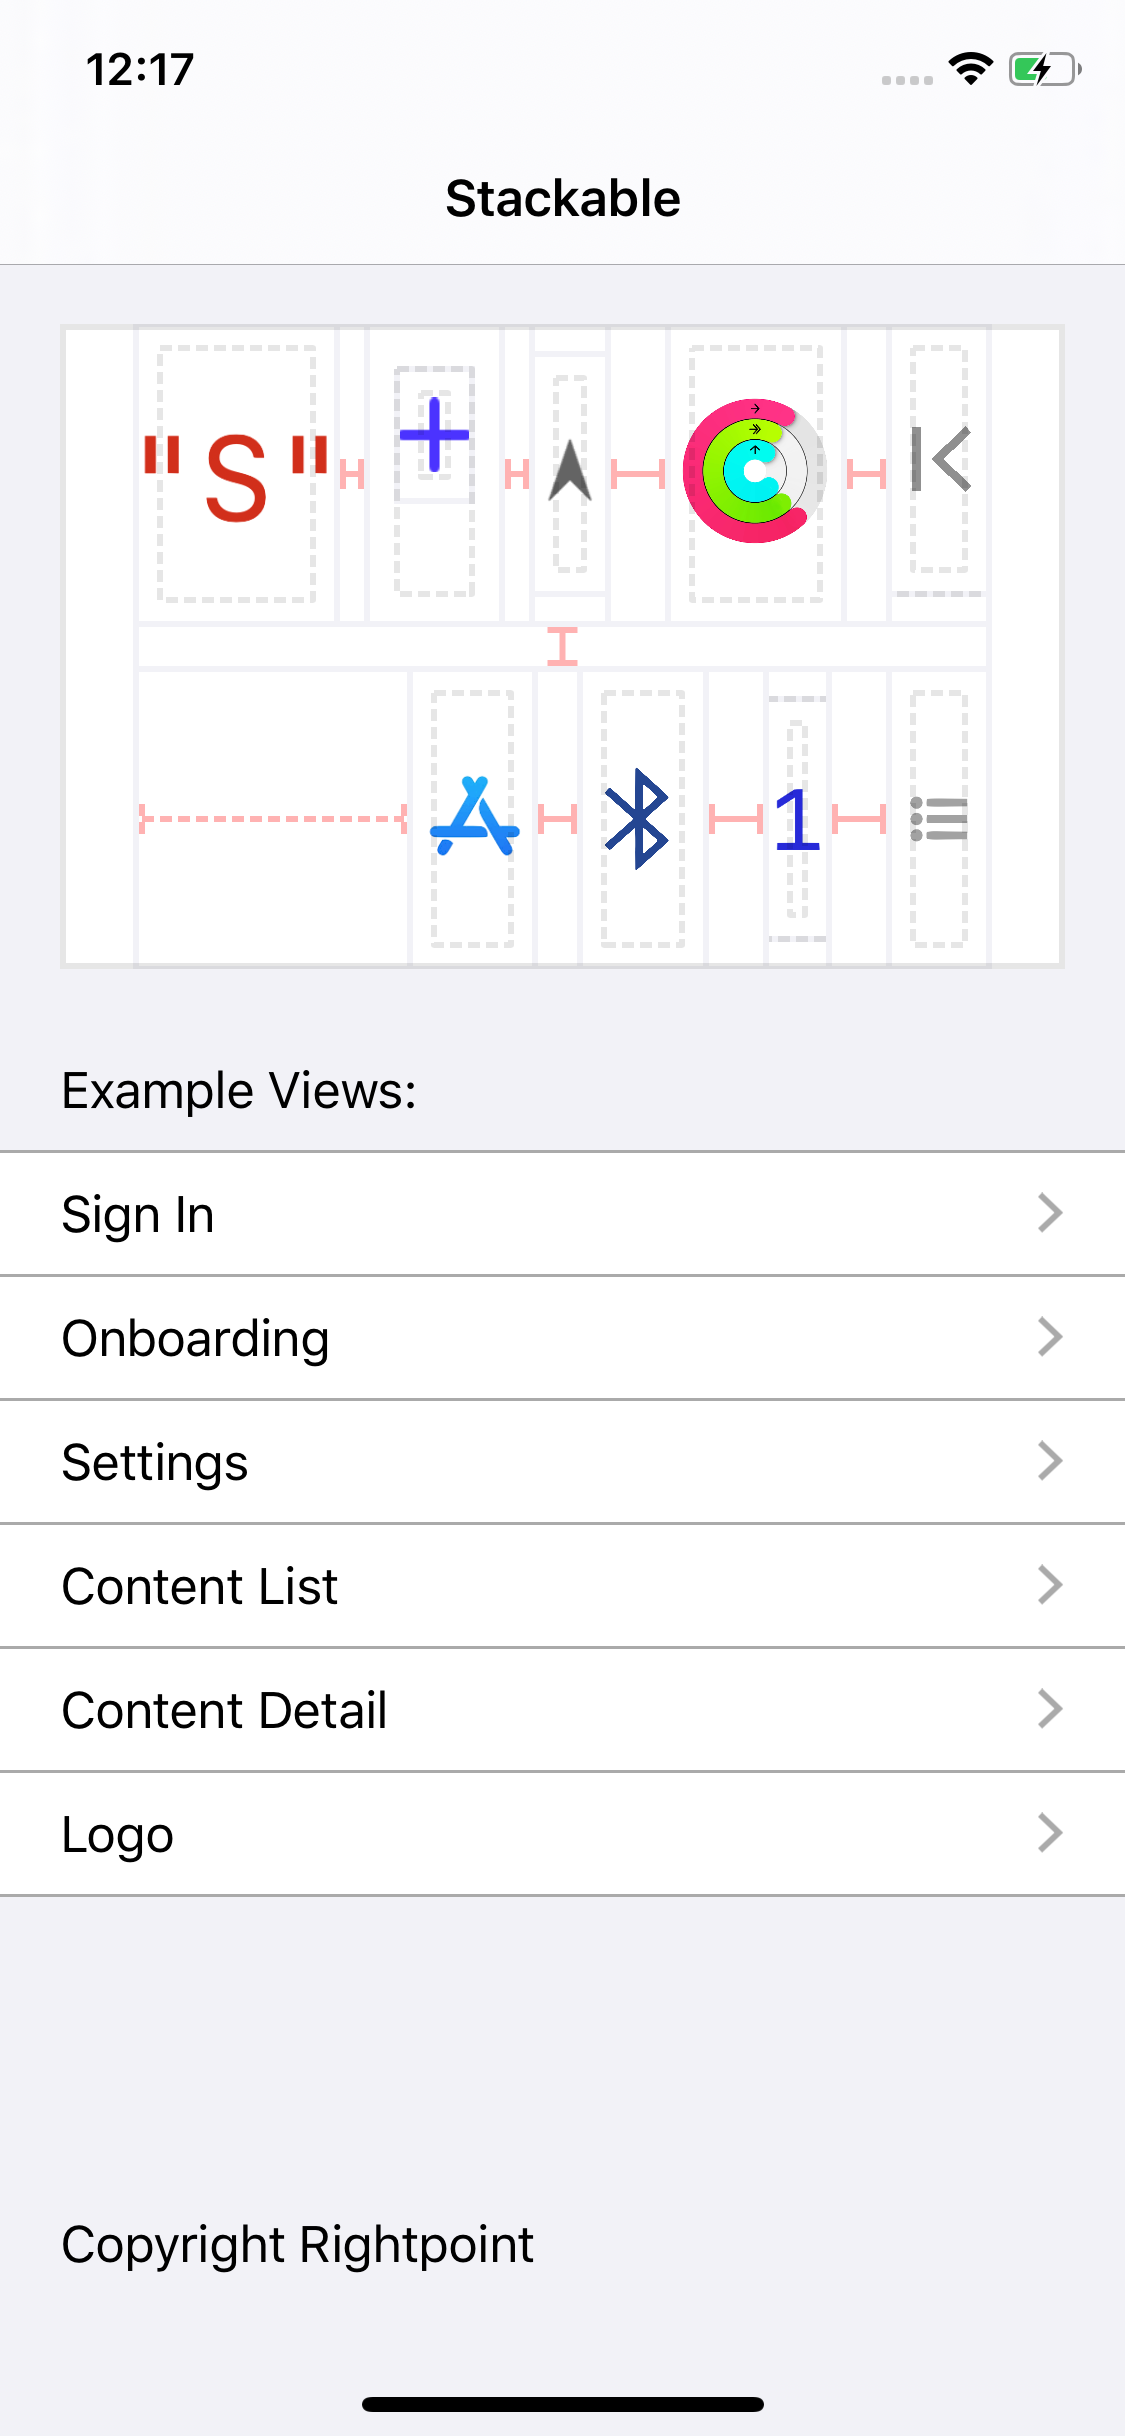 12:17
Stackable
"S"
1
Example Views:
Sign In
Onboarding
Settings
Content List
Content Detail
Logo
Copyright Rightpoint